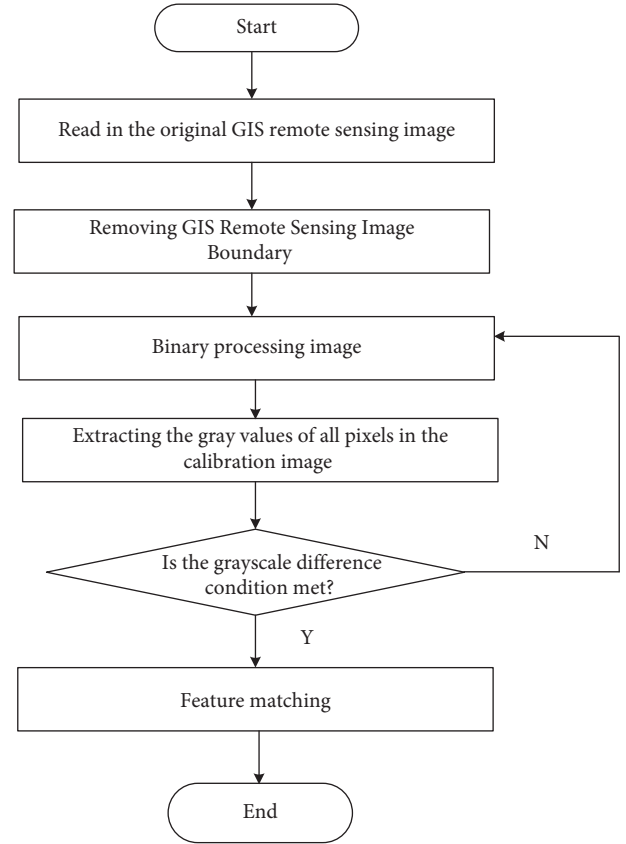 Start
Read in the original GIS remote sensing image
Removing GIS Remote Sensing Image
Boundary
Binary processing image
Extracting the gray values of all pixels in the
calibration image
Is the grayscale difference
condition met?
N
Y
Feature matching
End